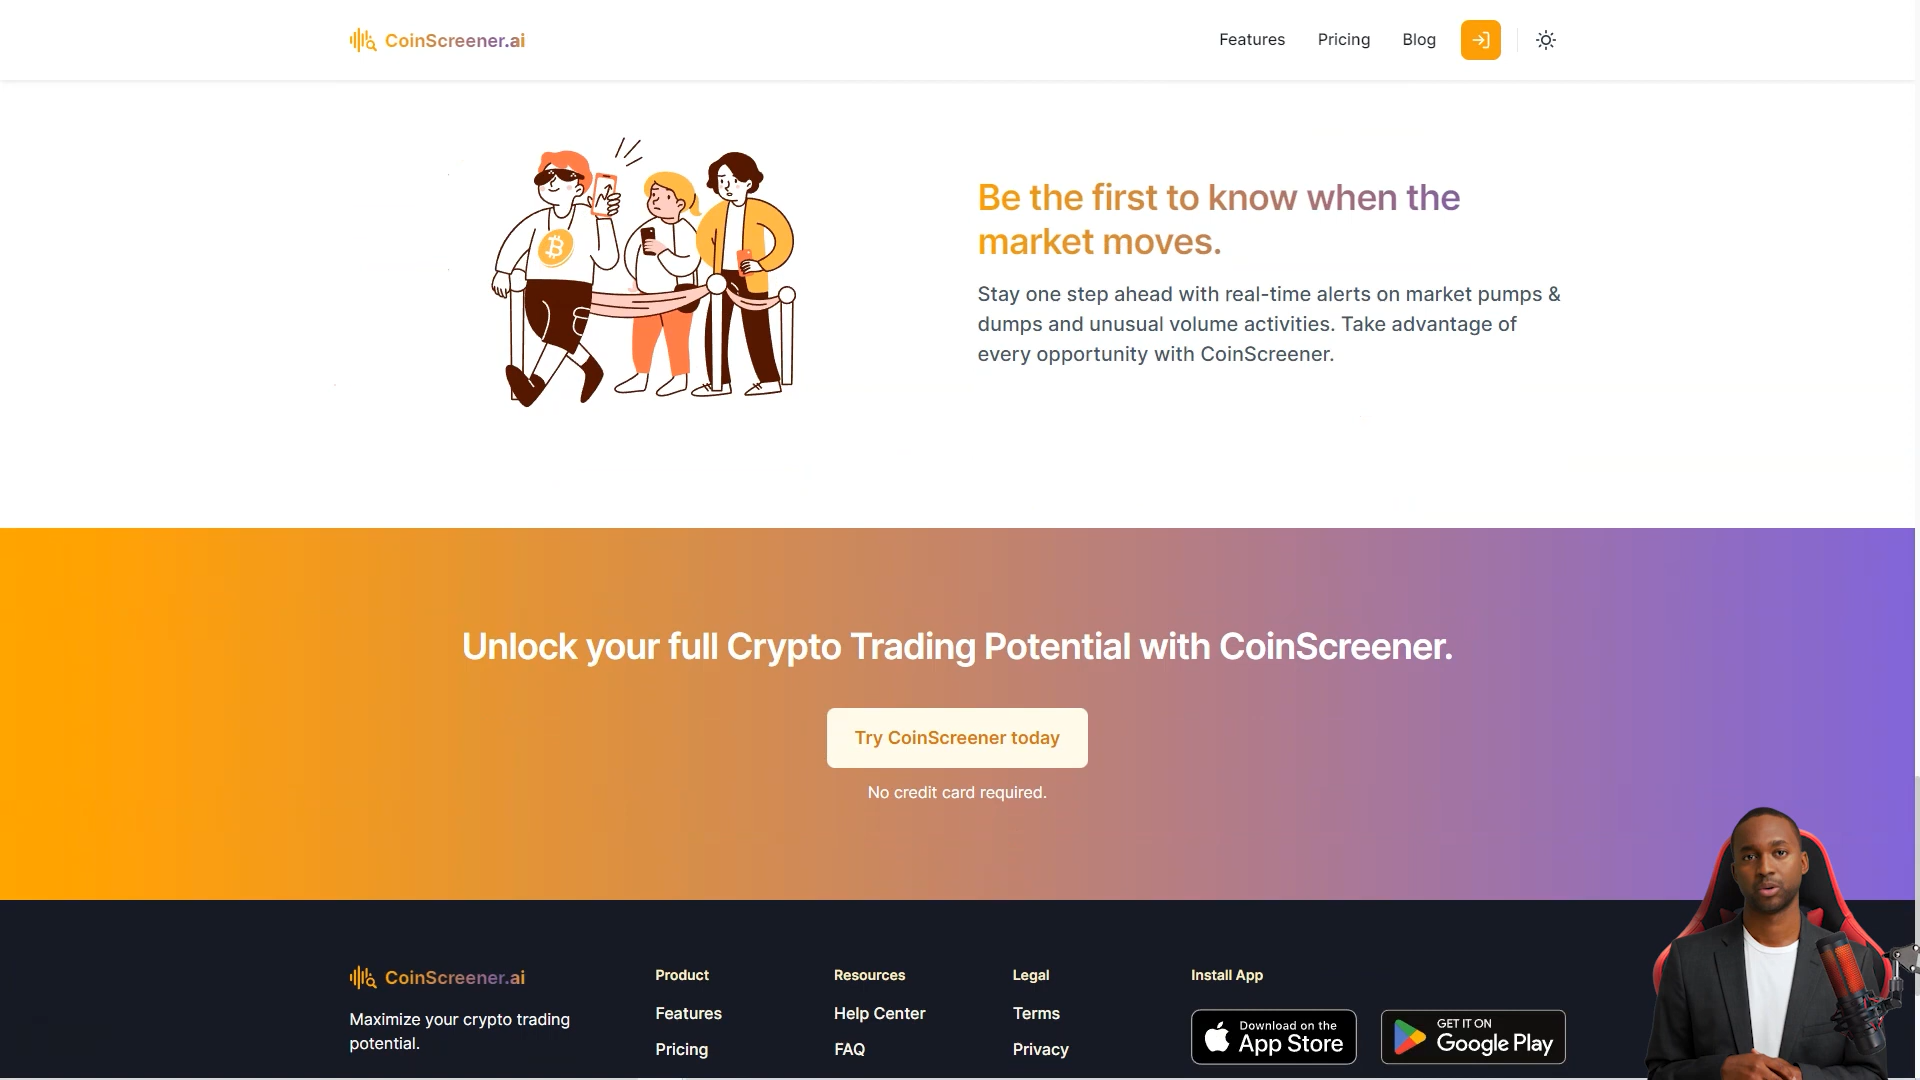 CoinScreener.ai
Features
Pricing
Blog
Be the first to know when the
market moves.
Stay one step ahead with real-time alerts on market pumps &
dumps and unusual volume activities. Take advantage of
every opportunity with CoinScreener.
Unlock your full Crypto Trading Potential with CoinScreener.
Try CoinScreener today
No credit card required.
CoinScreener.ai
Maximize your crypto trading
potential.
Product
Features
Pricing
Resources
Help Center
FAQ
Legal
Terms
Privacy
Install App
Download on the
App Store
GET IT ON
Google Play